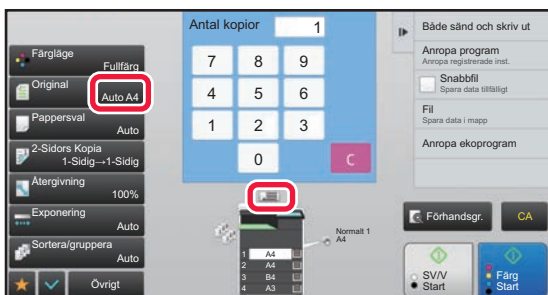 Färgläge
Fullfärg
Original
Auto A4
Pappersval
Auto
2-Sidors Kopia
1-Sidig→1-Sidig
Återgivning
100%
Exponering
Auto
Sortera/gruppera
Auto
Övrigt
Antal kopior 1
7 8 9
4 5 6
1 2 3
0 C
Normalt 1
A4
1 A4
2 A4
3 B4
4 A3
Både sänd och skriv ut
Anropa program
Anropa registrerade inst.
Snabbfil
Spara data tillfälligt
Fil
Spara data i mapp
Anropa ekoprogram
Förhandsgr.
CA
SV/V
Start
Färg
Start